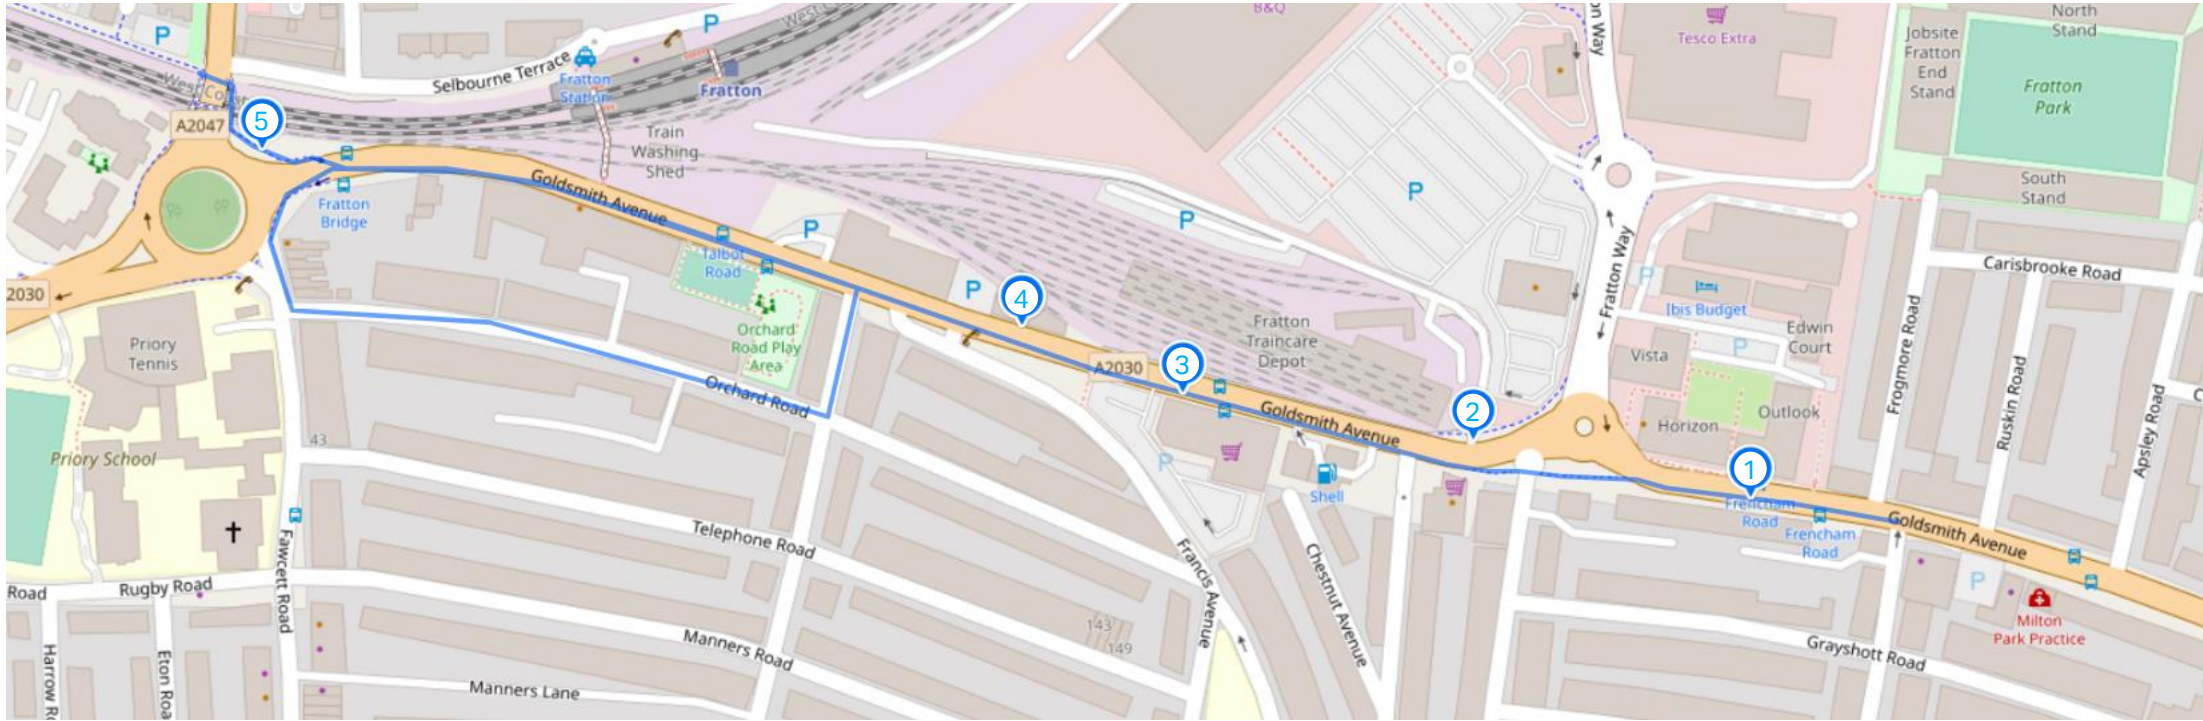 P
P
B&Q
on Way
Tesco Extra
Jobsite
Fratton
End
Stand
North
Stand
Fratton
Park
Selbourne Terrace
Fratton
Station
Fratton
A2047
5
Train
Washing
Shed
P
South
Stand
Goldsmith Avenue
Fratton
Bridge
P
P
Talbot
Road
P
4
Fratton Way
P
Ibis Budget
Carisbrooke Road
2030
Priory
Tennis
Orchard
Road Play
Area
Fratton
Traincare
Depot
Edwin
Court
Vista
P
Frogmore Road
Ruskin Road
Apsley Road
A2030
3
Orchard Road
Goldsmith Avenue
2
Outlook
Horizon
43
Priory School
P
Shell
1
Frencham
Road
Frencham
Road
Goldsmith Avenue
Telephone Road
Fawcett Road
Francis Avenue
Chestnut Avenue
P
Milton
Park Practice
Road
Rugby Road
143
149
Manners Road
Grayshott Road
Manners Lane